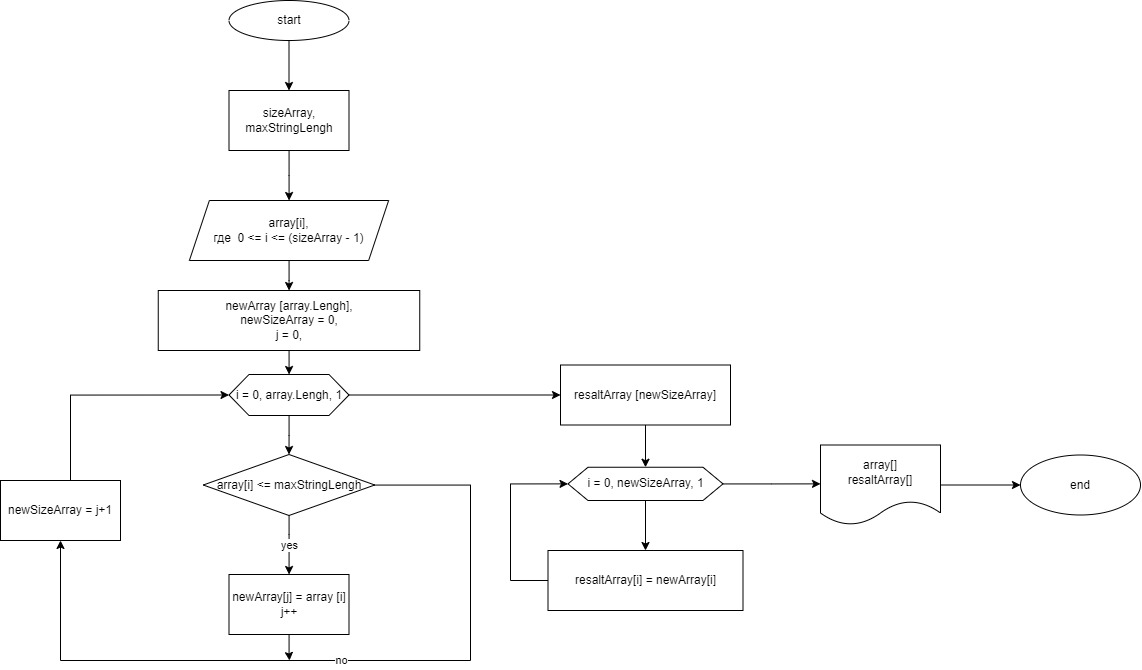 start
sizeArray,
maxStringLengh
array[i],
где 0 <= i <= (sizeArray - 1)
newArray [array.Lengh],
newSizeArray = 0,
j = 0,
i = 0, array.Lengh, 1
resaltArray [newSizeArray]
array[i] <= maxStringLengh
i = 0, newSizeArray, 1
array[]
resaltArray[]
end
newSizeArray = j+1
yes
newArray[j] = array [i]
j++
resaltArray[i] = newArray[i]
no